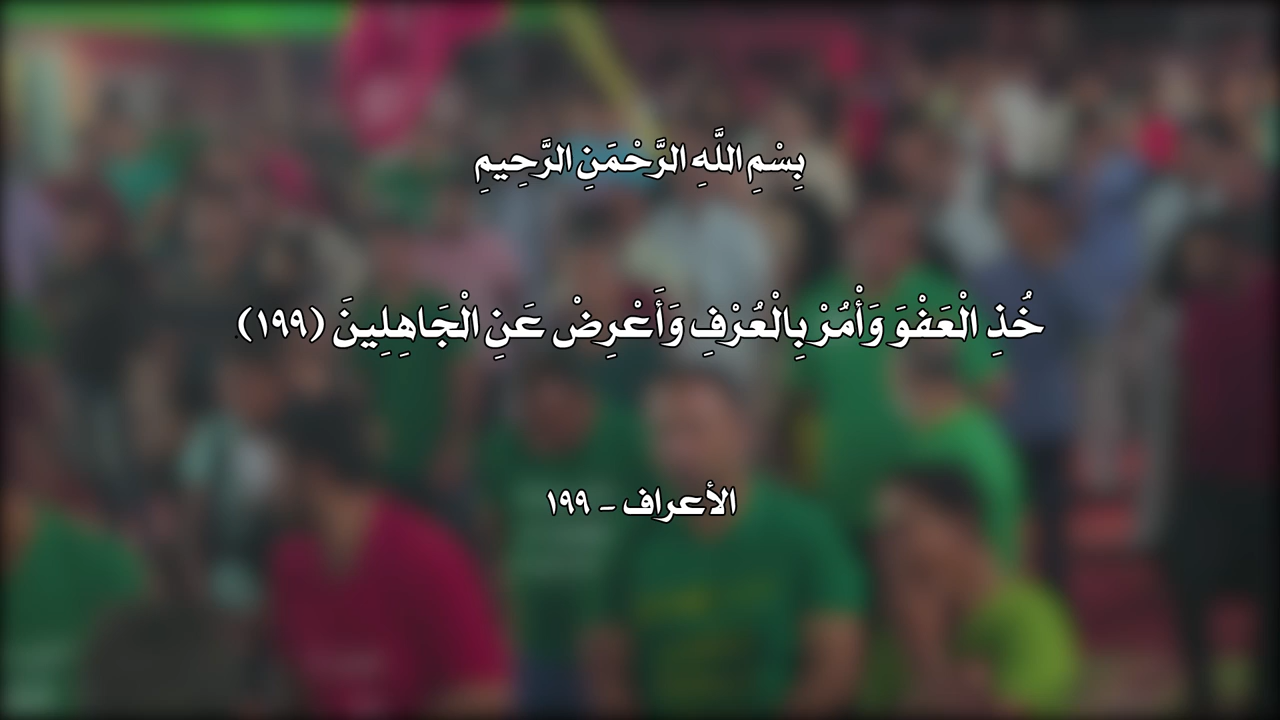 بِسْمِ اللَّهِ الرَّحْمَنِ الرَّحِيمِ
خُذِ الْعَفْوَ وَأْمُرْ بِالْعُرْفِ وَأَعْرِضْ عَنِ الْجَاهِلِينَ (١٩٩).
الأعراف - ١٩٩